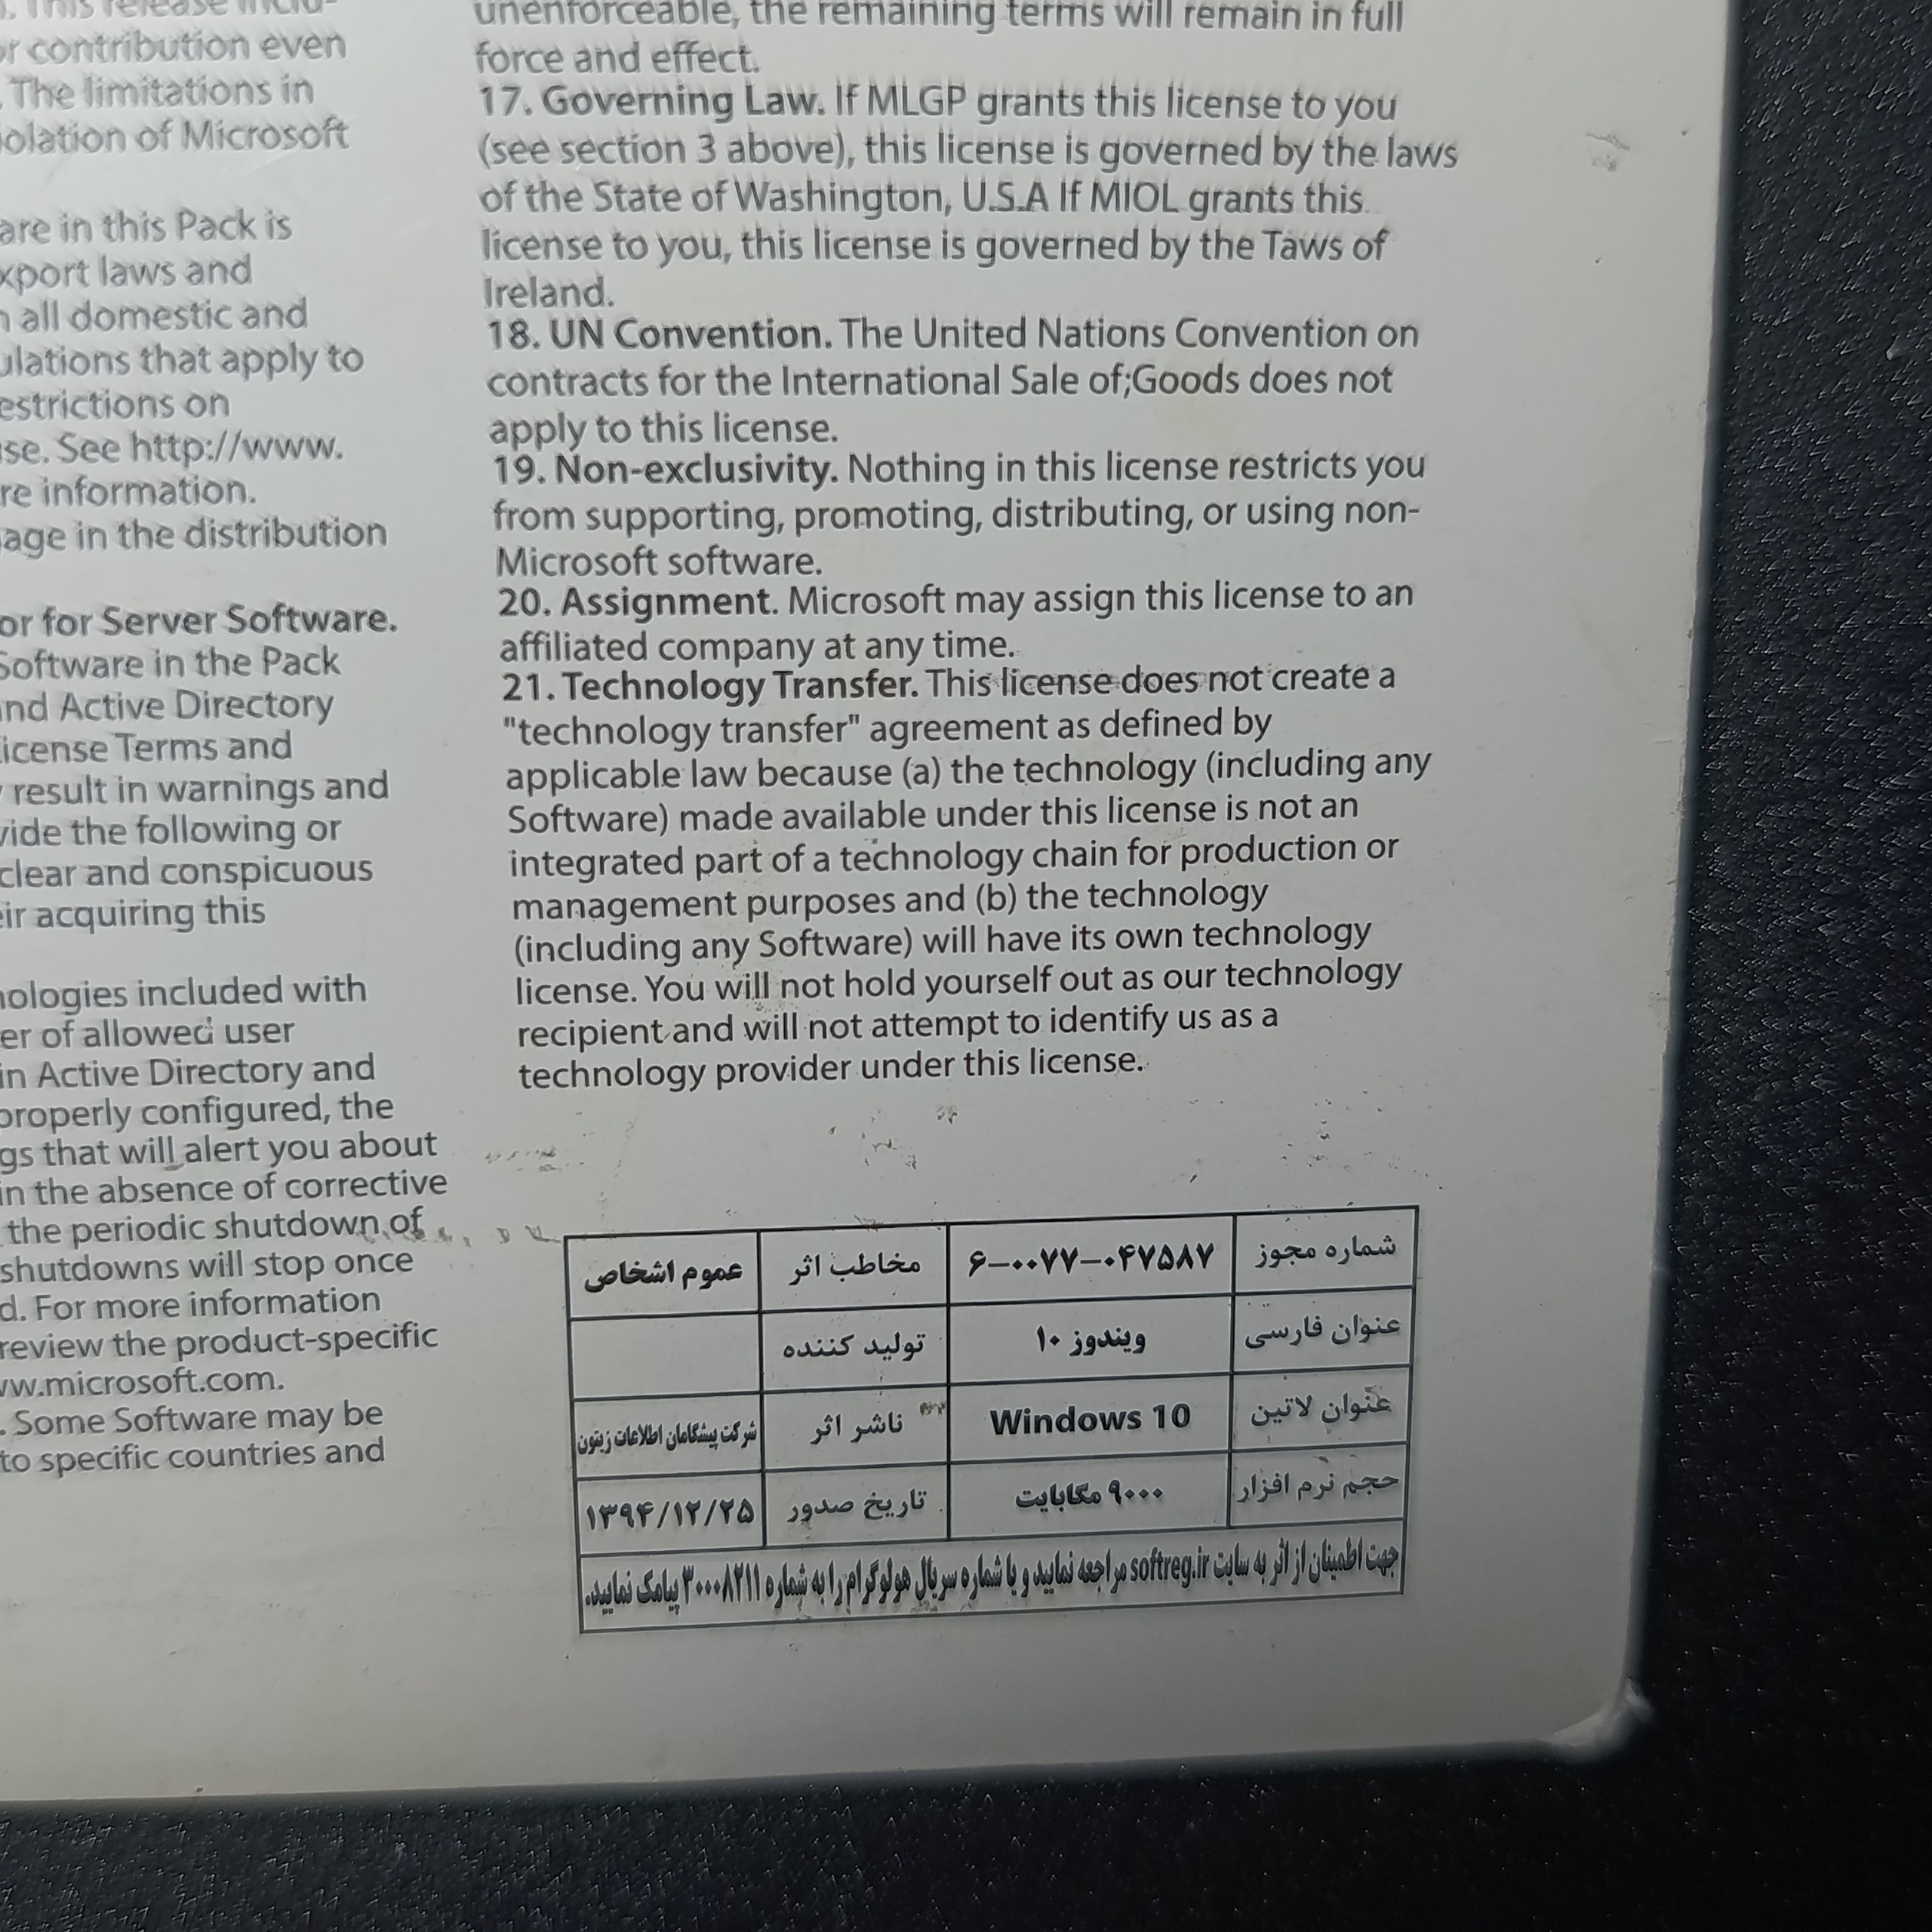 This release inclu-
or contribution even
. The limitations in
iolation of Microsoft
are in this Pack is
xport laws and
n all domestic and
ulations that apply to
estrictions on
se. See http://www.
re information.
age in the distribution
or for Server Software.
Software in the Pack
and Active Directory
icense Terms and
y result in warnings and
vide the following or
clear and conspicuous
eir acquiring this
nologies included with
er of allowed user
in Active Directory and
properly configured, the
gs that will alert you about
in the absence of corrective
the periodic shutdown of
shutdowns will stop once
d. For more information
review the product-specific
ww.microsoft.com.
. Some Software may be
to specific countries and
unenforceable, the remaining terms will remain in full
force and effect.
17. Governing Law. If MLGP grants this license to you
(see section 3 above), this license is governed by the laws
of the State of Washington, U.S.A If MIOL grants this
license to you, this license is governed by the Taws of
Ireland.
18. UN Convention. The United Nations Convention on
contracts for the International Sale of;Goods does not
apply to this license.
19. Non-exclusivity. Nothing in this license restricts you
from supporting, promoting, distributing, or using non-
Microsoft software.
20. Assignment. Microsoft may assign this license to an
affiliated company at any time.
21. Technology Transfer. This license does not create a
"technology transfer" agreement as defined by
applicable law because (a) the technology (including any
Software) made available under this license is not an
integrated part of a technology chain for production or
management purposes and (b) the technology
(including any Software) will have its own technology
license. You will not hold yourself out as our technology
recipient and will not attempt to identify us as a
technology provider under this license.
شماره مجوز ۶-۰۰۷۷-۰۴۷۵۸۷ مخاطب اثر عموم اشخاص
عنوان فارسی ویندوز ۱۰ تولید کننده
عنوان لاتین Windows 10 ناشر اثر شرکت پیشگامان اطلاعات زیتون
حجم نرم افزار ۹۰۰۰ مگابایت تاریخ صدور ۱۳۹۴/۱۲/۲۵
جهت اطمینان از اثر به سایت softreg.ir مراجعه نمایید و یا شماره سریال هولوگرام را به شماره ۳۰۰۰۸۲۱۱ پیامک نمایید.